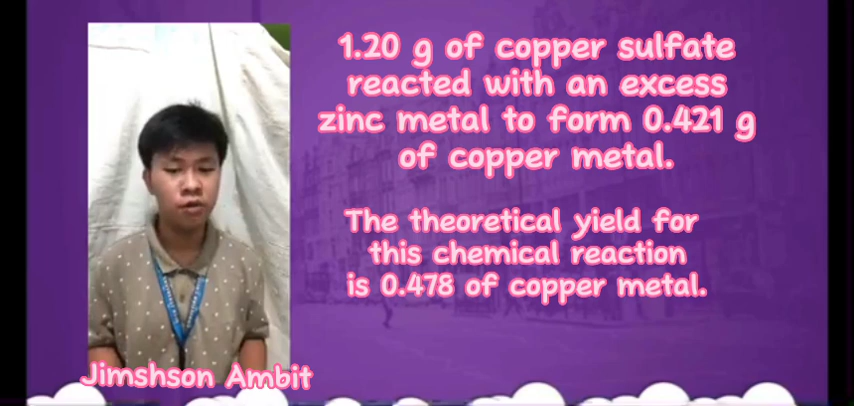 1.20 g of copper sulfate
reacted with an excess
zinc metal to form 0.421 g
of copper metal.
The theoretical yield for
this chemical reaction
is 0.478 of copper metal.
Jimshson Ambit